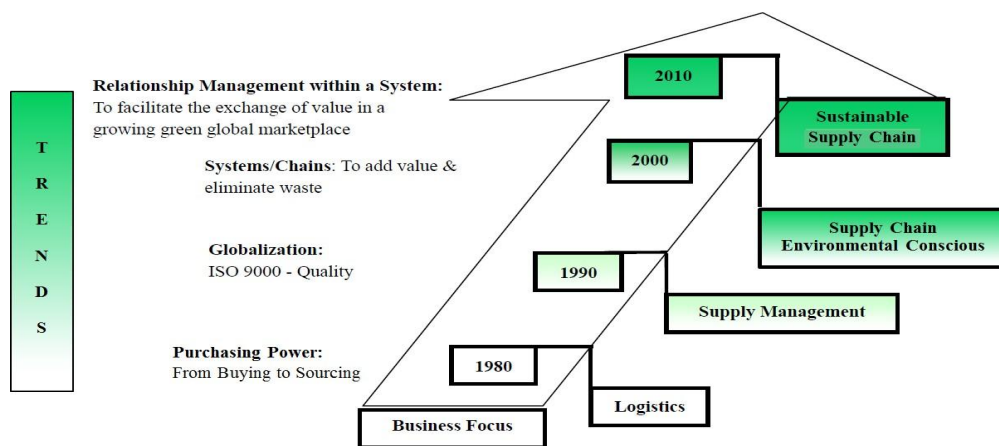 TRENDS
Relationship Management within a System:
To facilitate the exchange of value in a
growing green global marketplace
2010
Sustainable
Supply Chain
Systems/Chains: To add value &
eliminate waste
2000
Supply Chain
Environmental Conscious
Globalization:
ISO 9000 - Quality
1990
Supply Management
Purchasing Power:
From Buying to Sourcing
1980
Logistics
Business Focus